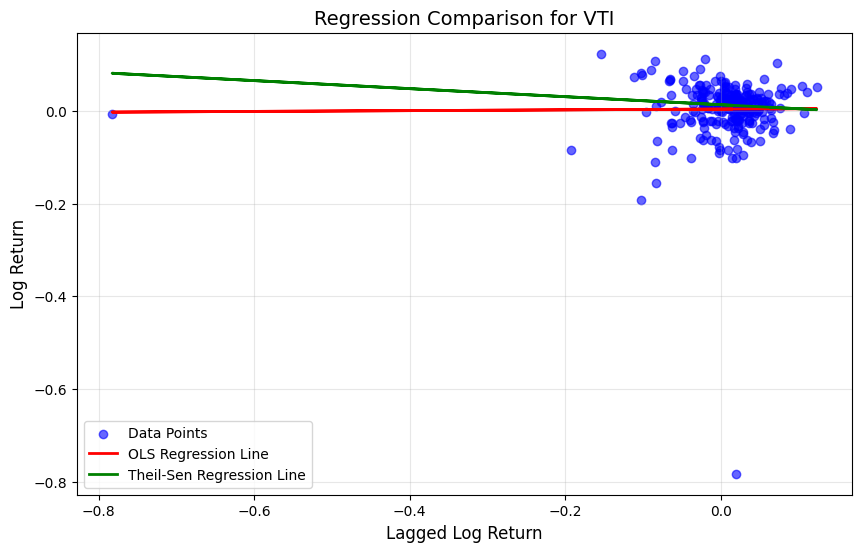 Regression Comparison for VTI
Log Return
0.0
−0.2
−0.4
−0.6
−0.8
Data Points
OLS Regression Line
Theil-Sen Regression Line
−0.8
−0.6
−0.4
−0.2
0.0
Lagged Log Return